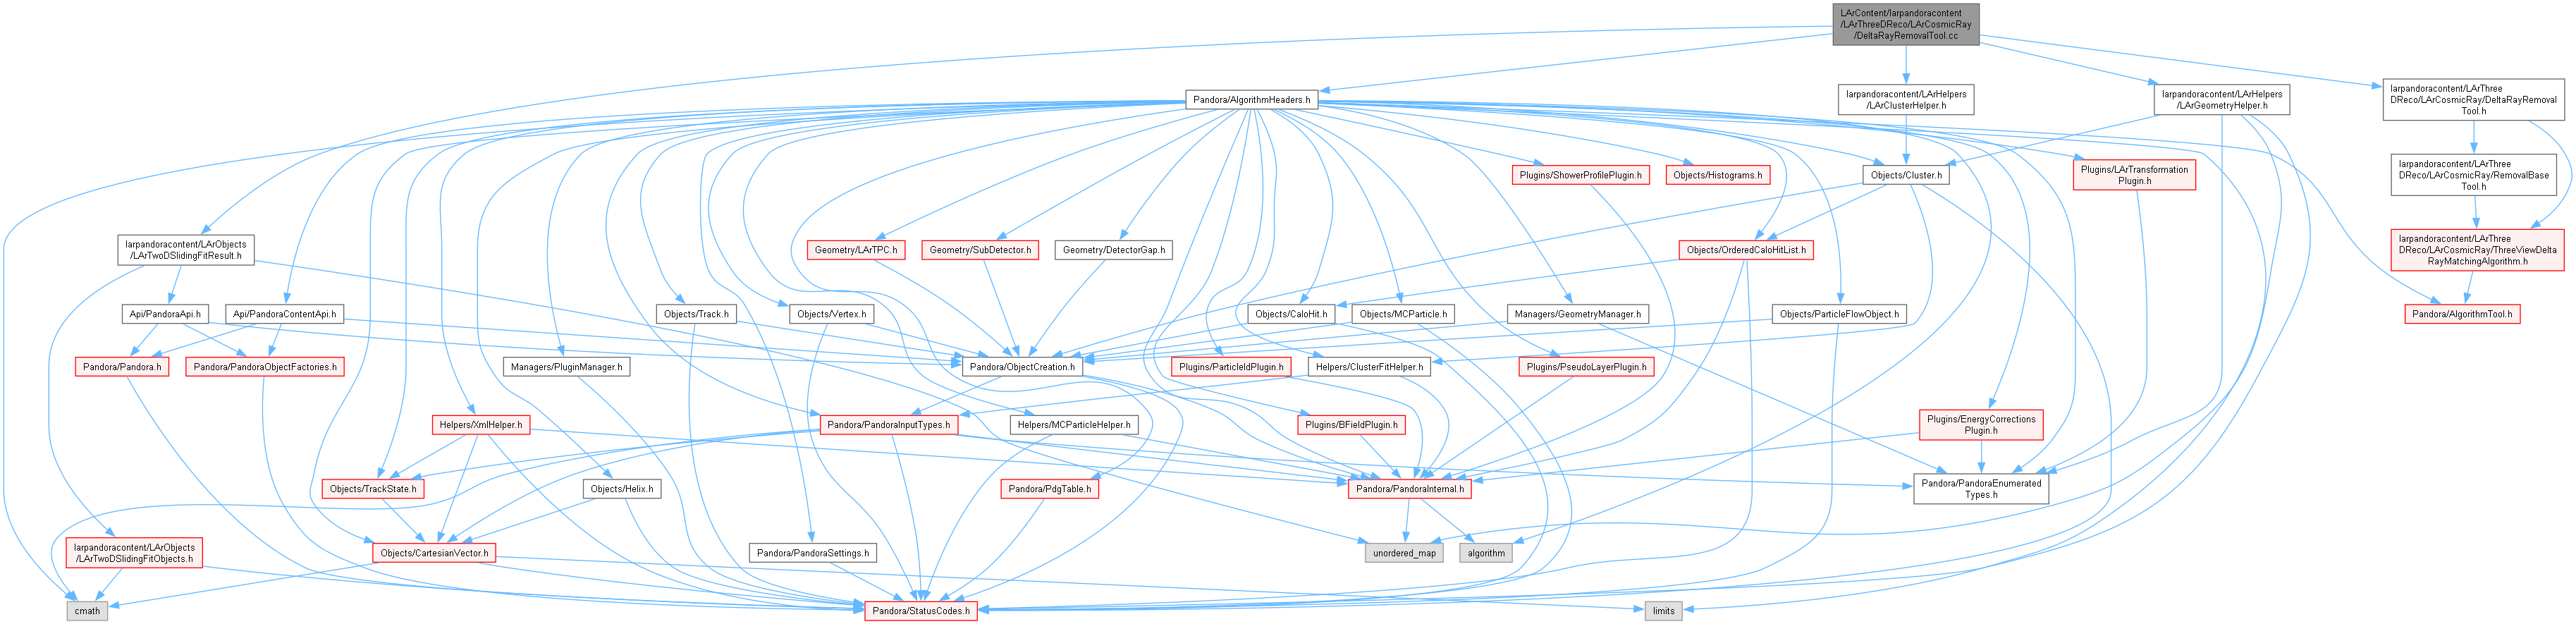 LArContent/larpandoracontent
/LArThreeDReco/LArCosmicRay
/DeltaRayRemovalTool.cc
Pandora/AlgorithmHeaders.h
larpandoracontent/LArHelpers
/LArClusterHelper.h
larpandoracontent/LArHelpers
/LArGeometryHelper.h
larpandoracontent/LArThree
DReco/LArCosmicRay/DeltaRayRemoval
Tool.h
Plugins/ShowerProfilePlugin.h
Objects/Histograms.h
Objects/Cluster.h
Plugins/LArTransformation
Plugin.h
larpandoracontent/LArThree
DReco/LArCosmicRay/RemovalBase
Tool.h
larpandoracontent/LArObjects
/LArTwoDSlidingFitResult.h
Geometry/LArTPC.h
Geometry/SubDetector.h
Geometry/DetectorGap.h
Objects/OrderedCaloHitList.h
larpandoracontent/LArThree
DReco/LArCosmicRay/ThreeViewDelta
RayMatchingAlgorithm.h
Api/PandoraApi.h
Api/PandoraContentApi.h
Objects/Track.h
Objects/Vertex.h
Objects/CaloHit.h
Objects/MCParticle.h
Managers/GeometryManager.h
Objects/ParticleFlowObject.h
Pandora/AlgorithmTool.h
Pandora/Pandora.h
Pandora/PandoraObjectFactories.h
Managers/PluginManager.h
Pandora/ObjectCreation.h
Plugins/ParticleIdPlugin.h
Helpers/ClusterFitHelper.h
Plugins/PseudoLayerPlugin.h
Helpers/XmlHelper.h
Pandora/PandoraInputTypes.h
Helpers/MCParticleHelper.h
Plugins/BFieldPlugin.h
Plugins/EnergyCorrections
Plugin.h
Objects/TrackState.h
Objects/Helix.h
Pandora/PdgTable.h
Pandora/PandoraInternal.h
Pandora/PandoraEnumerated
Types.h
larpandoracontent/LArObjects
/LArTwoDSlidingFitObjects.h
Objects/CartesianVector.h
Pandora/PandoraSettings.h
unordered_map
algorithm
cmath
Pandora/StatusCodes.h
limits